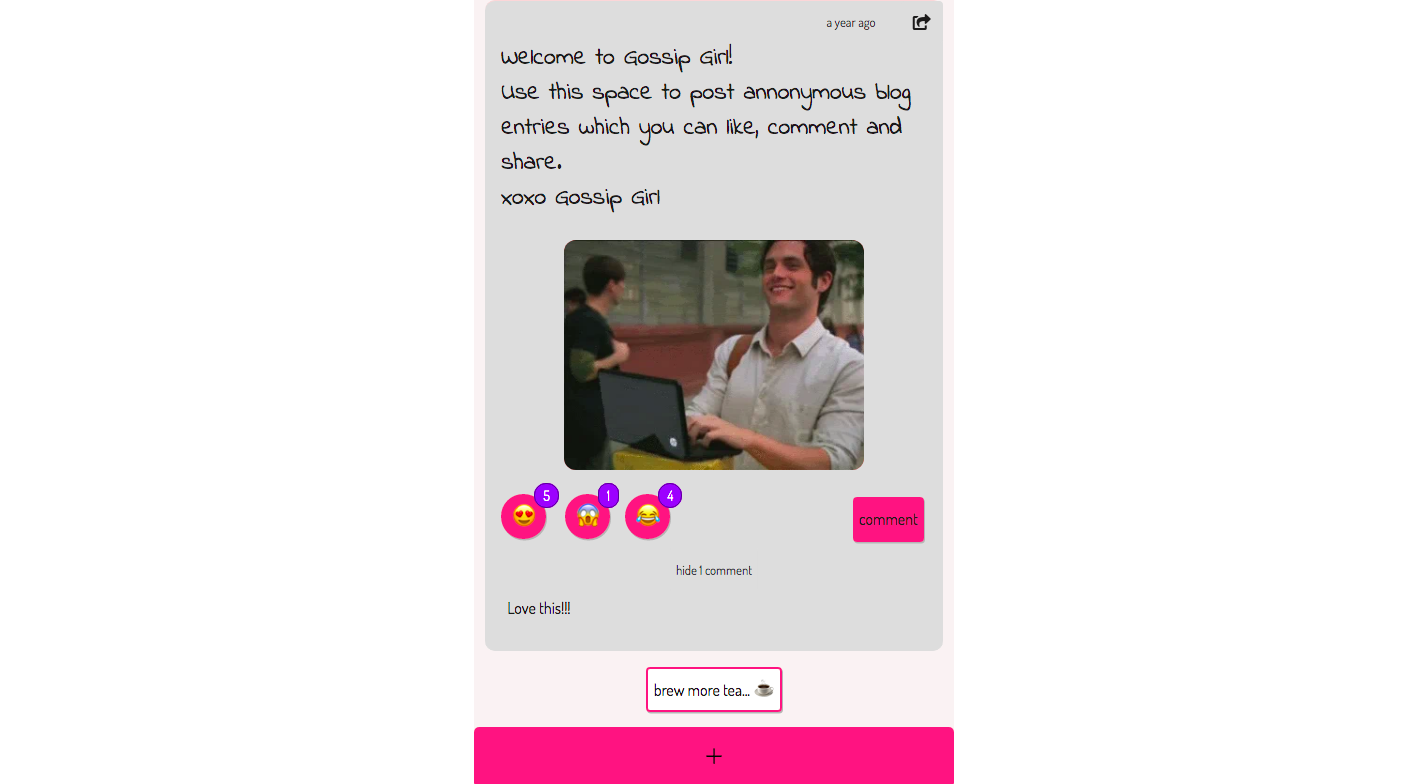 a year ago
Welcome to Gossip Girl!
Use this space to post annonymous blog
entries which you can like, comment and
share.
xoxo Gossip Girl
5 1 4
comment
hide 1 comment
Love this!!!
brew more tea... ☕
+